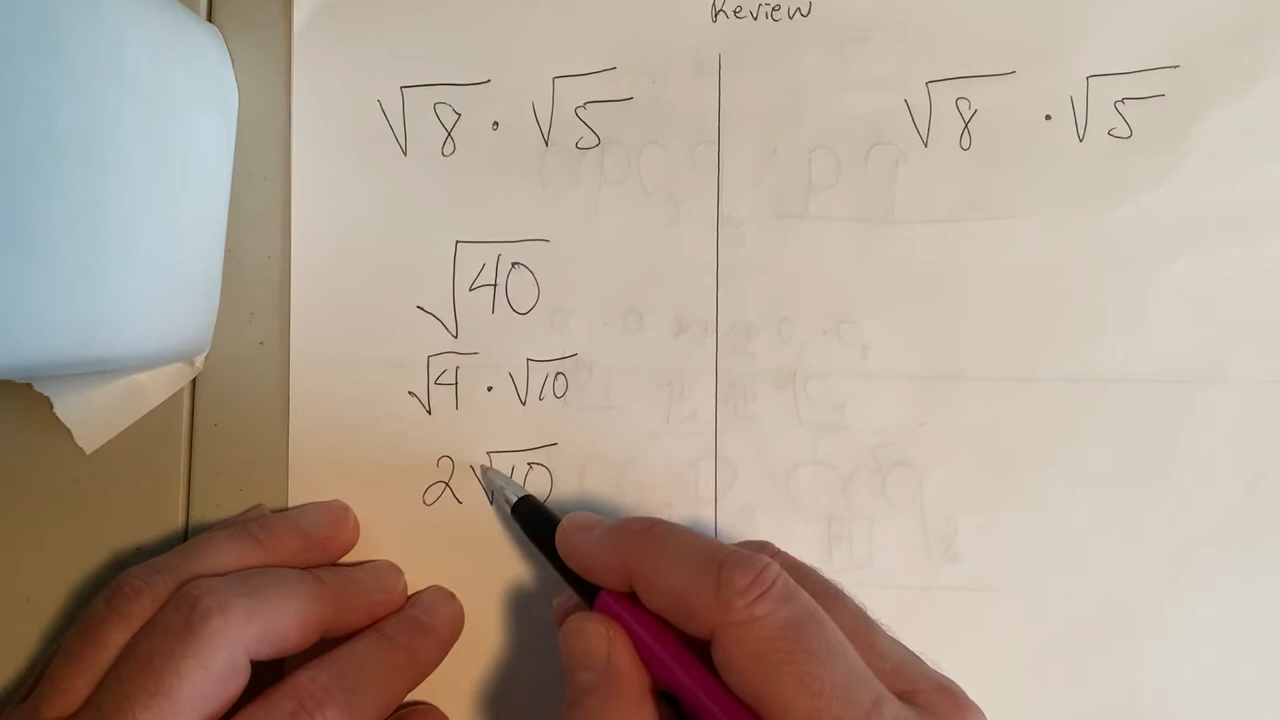 Review
√8 · √5
√40
√4 · √10
2√10
√8 · √5